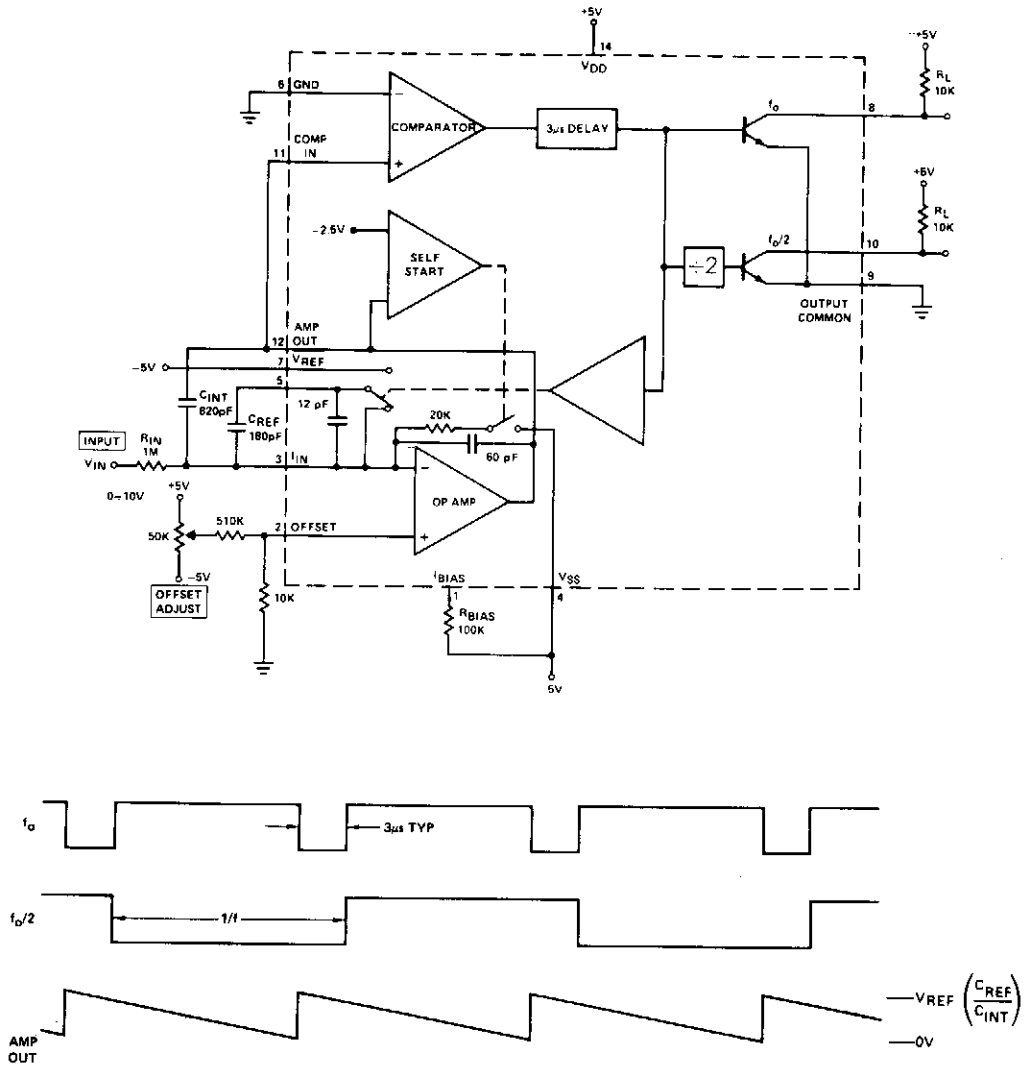 +5V
14
VDD
+5V
RL
10K
8
6 GND
COMPARATOR
3µs DELAY
fo
11 COMP IN
−2.5V
SELF START
+5V
RL
10K
fo/2
10
÷2
9
OUTPUT COMMON
AMP OUT
12
VREF
−5V
7
5
CINT
820pF
CREF
180pF
12 pF
20K
60 pF
INPUT
RIN
1M
VIN
3 IIN
0–10V
OP AMP
+5V
50K
510K
2 OFFSET
−5V
OFFSET ADJUST
10K
IBIAS
1
VSS
4
RBIAS
100K
5V
fo
3µs TYP
fo/2
1/f
VREF (CREF/CINT)
0V
AMP OUT